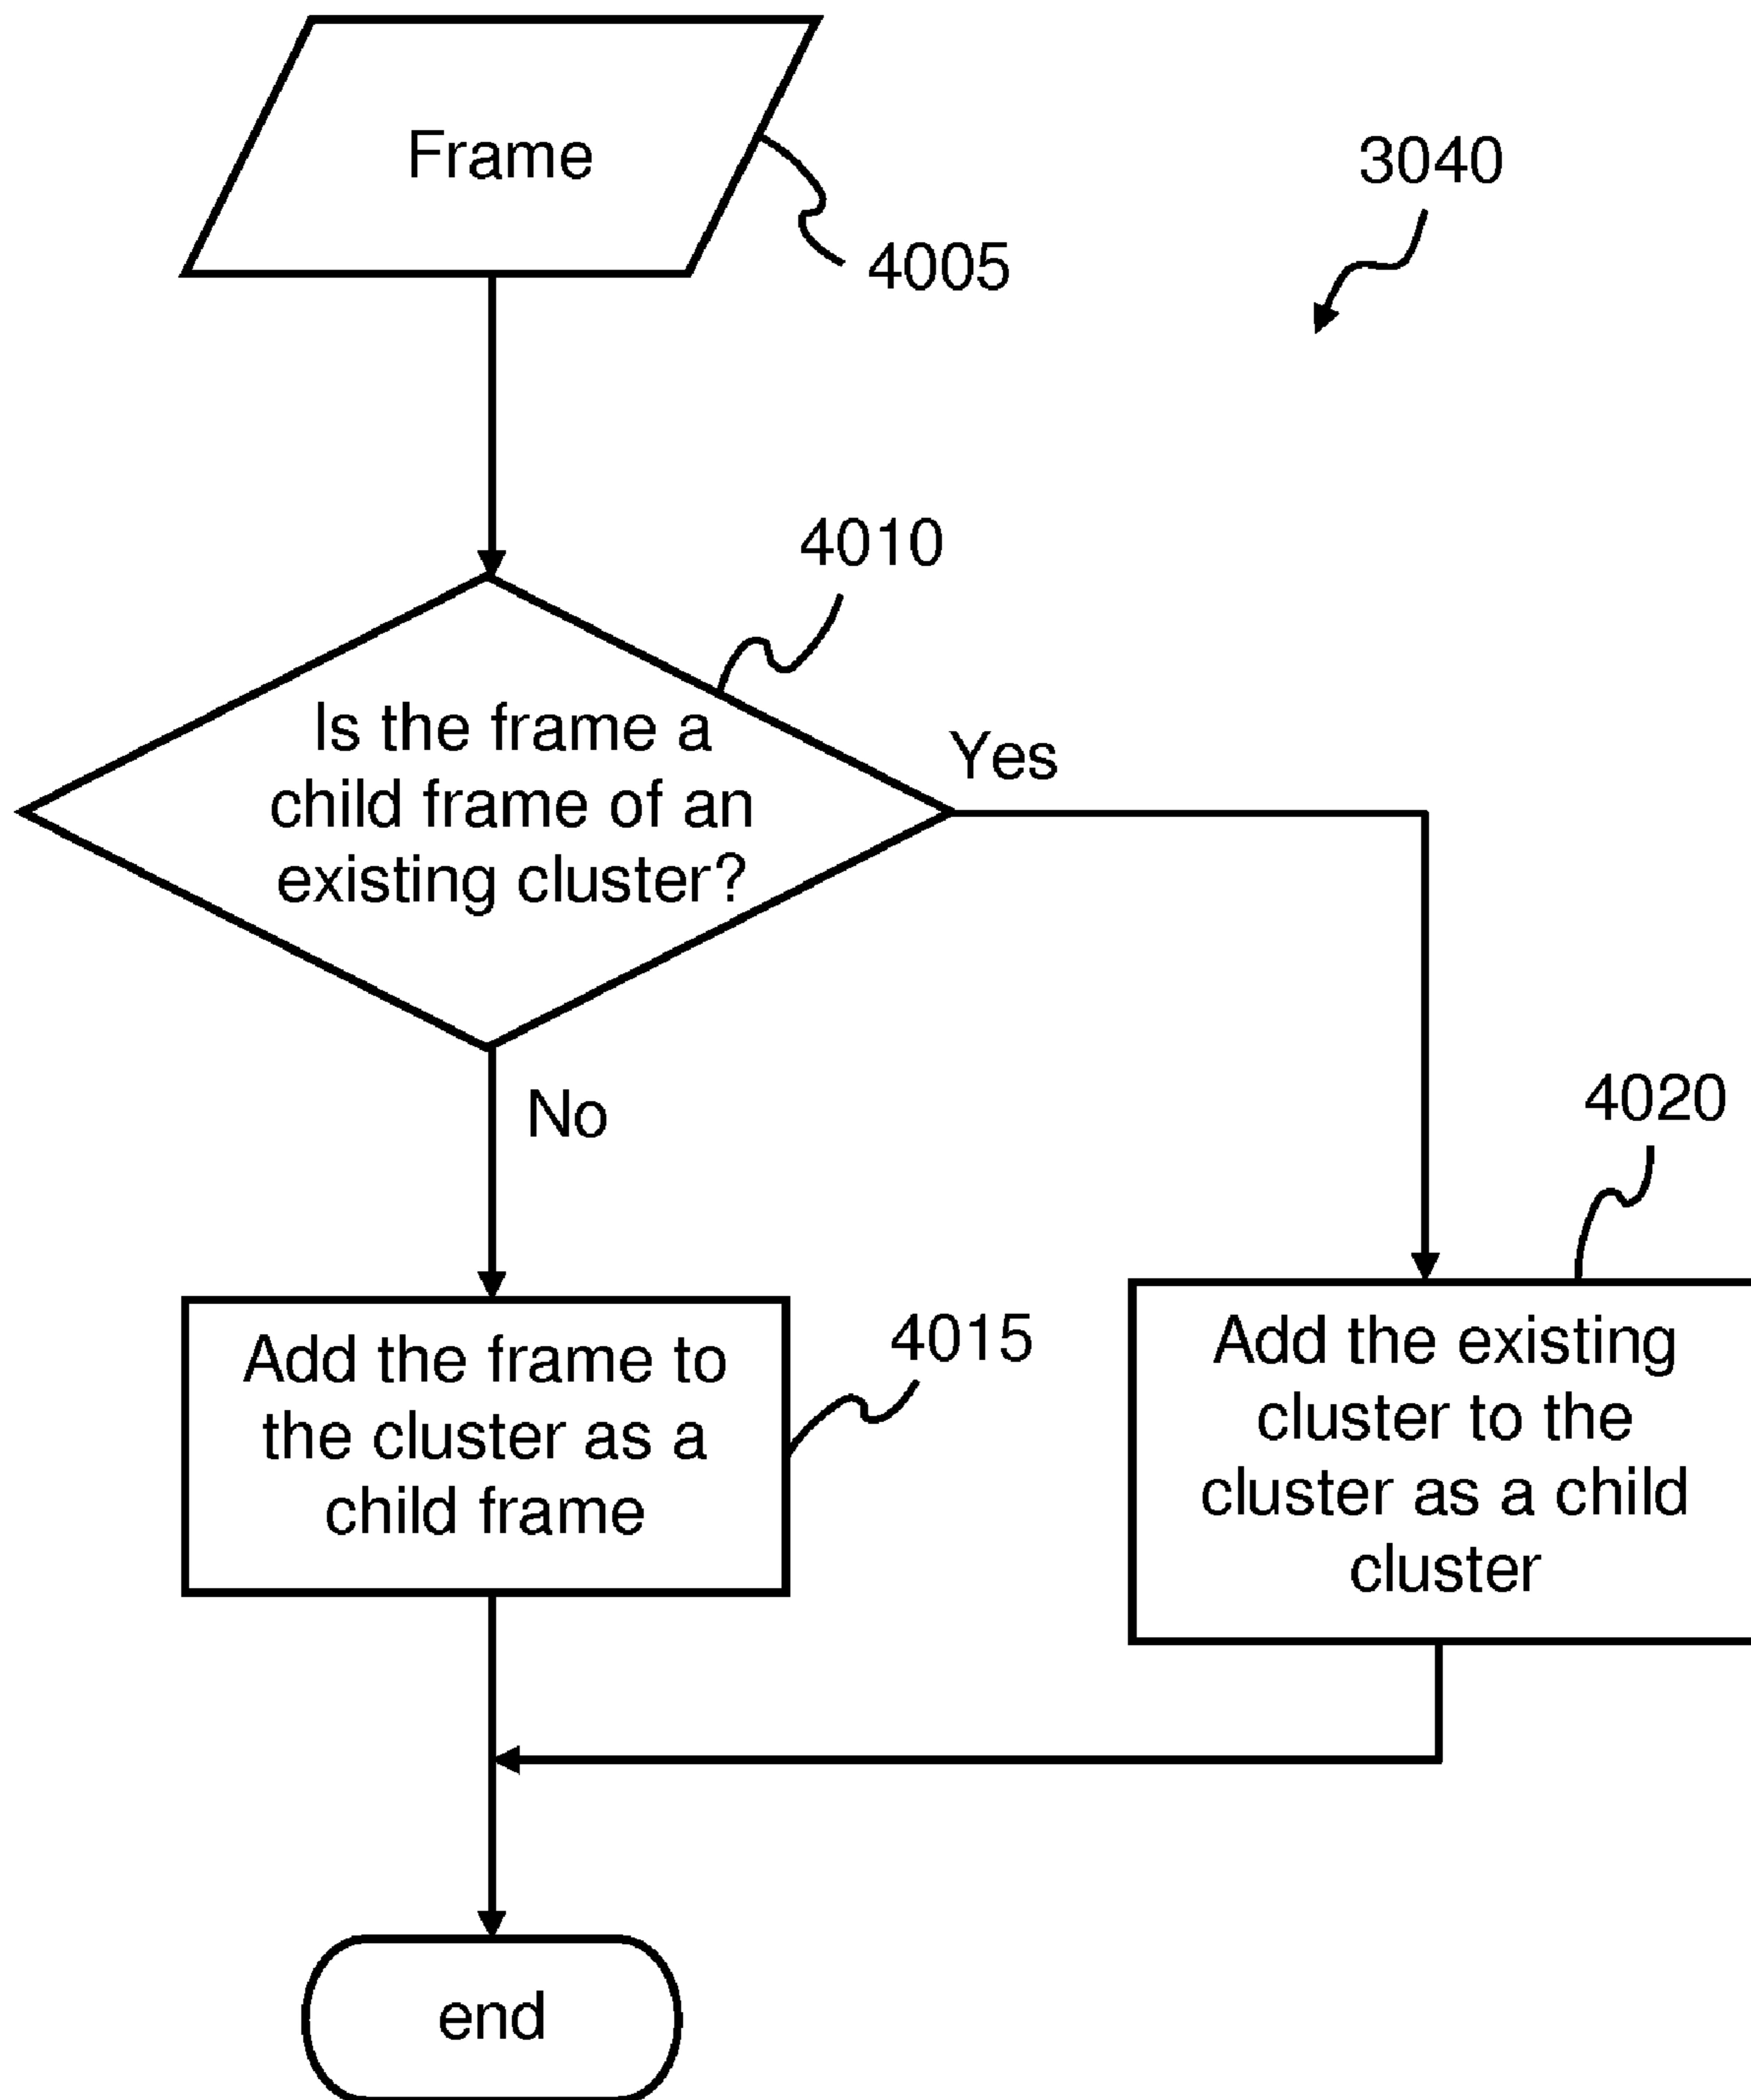 Frame
3040
4005
4010
Is the frame a
child frame of an
existing cluster?
Yes
No
4020
4015
Add the frame to
the cluster as a
child frame
Add the existing
cluster to the
cluster as a child
cluster
end